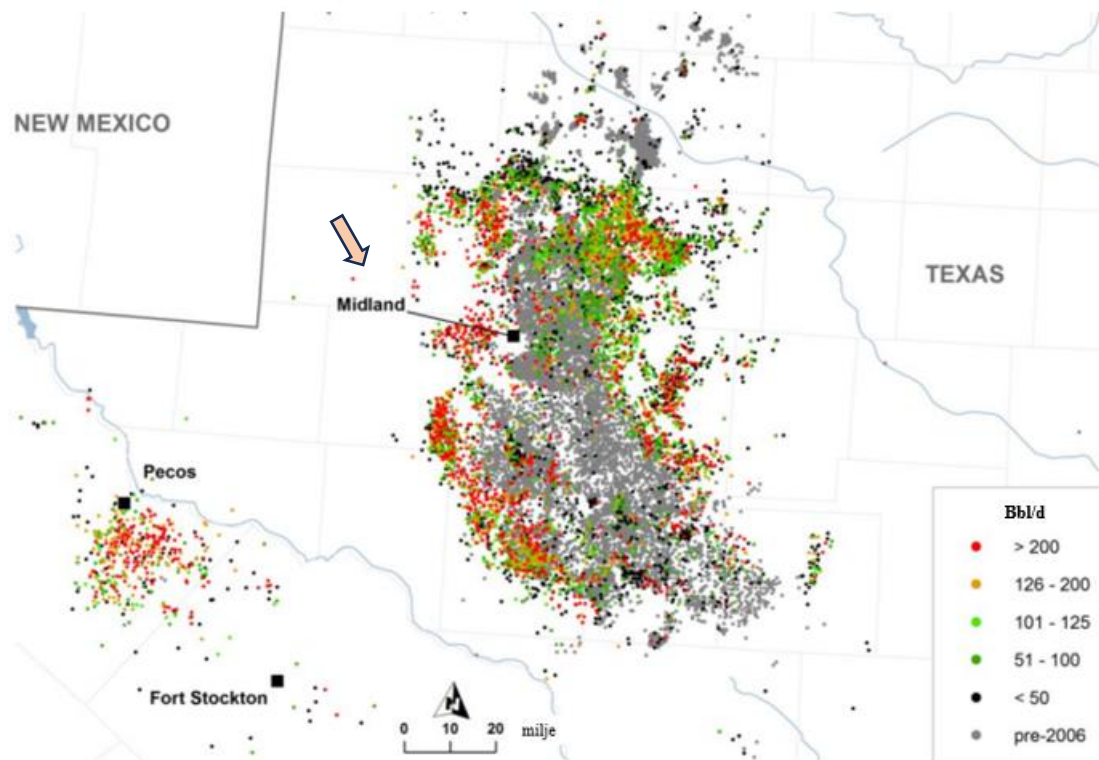 NEW MEXICO
TEXAS
Midland
Pecos
Fort Stockton
N
0 10 20 milje
Bbl/d
> 200
126 - 200
101 - 125
51 - 100
< 50
pre-2006